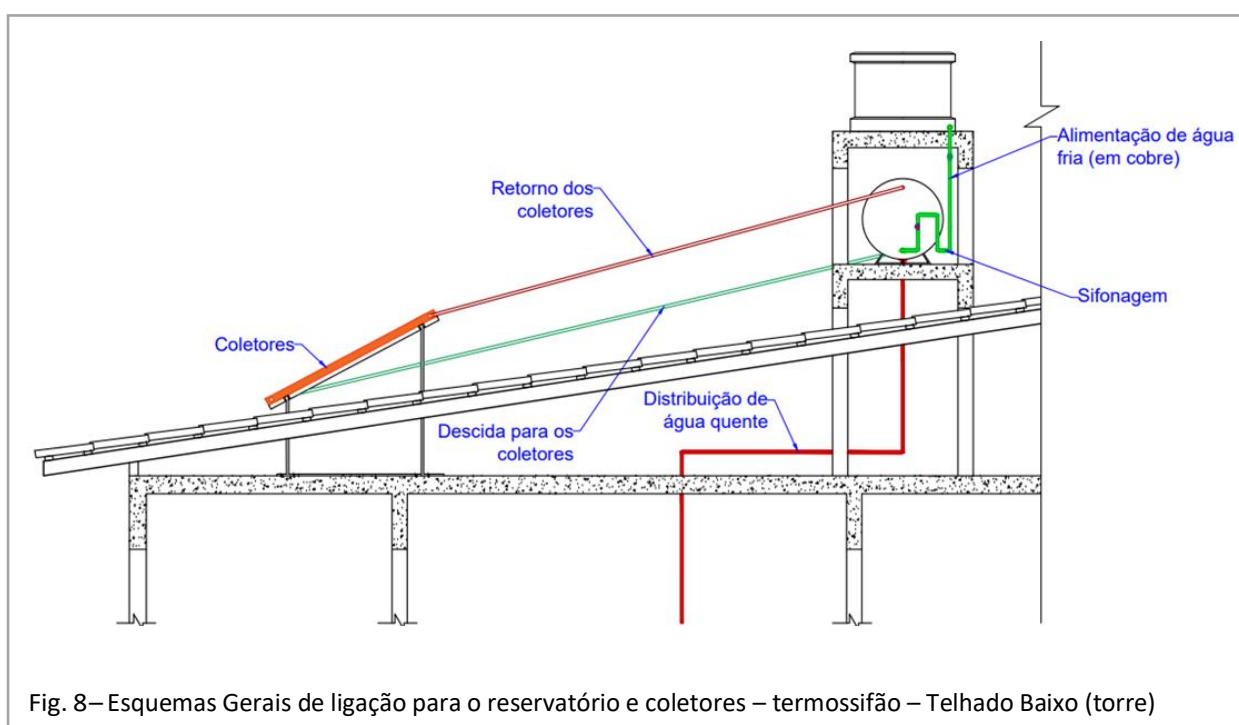 Alimentação de água
fria (em cobre)
Retorno dos
coletores
Sifonagem
Coletores
Distribuição de
água quente
Descida para os
coletores
Fig. 8– Esquemas Gerais de ligação para o reservatório e coletores – termossifão – Telhado Baixo (torre)